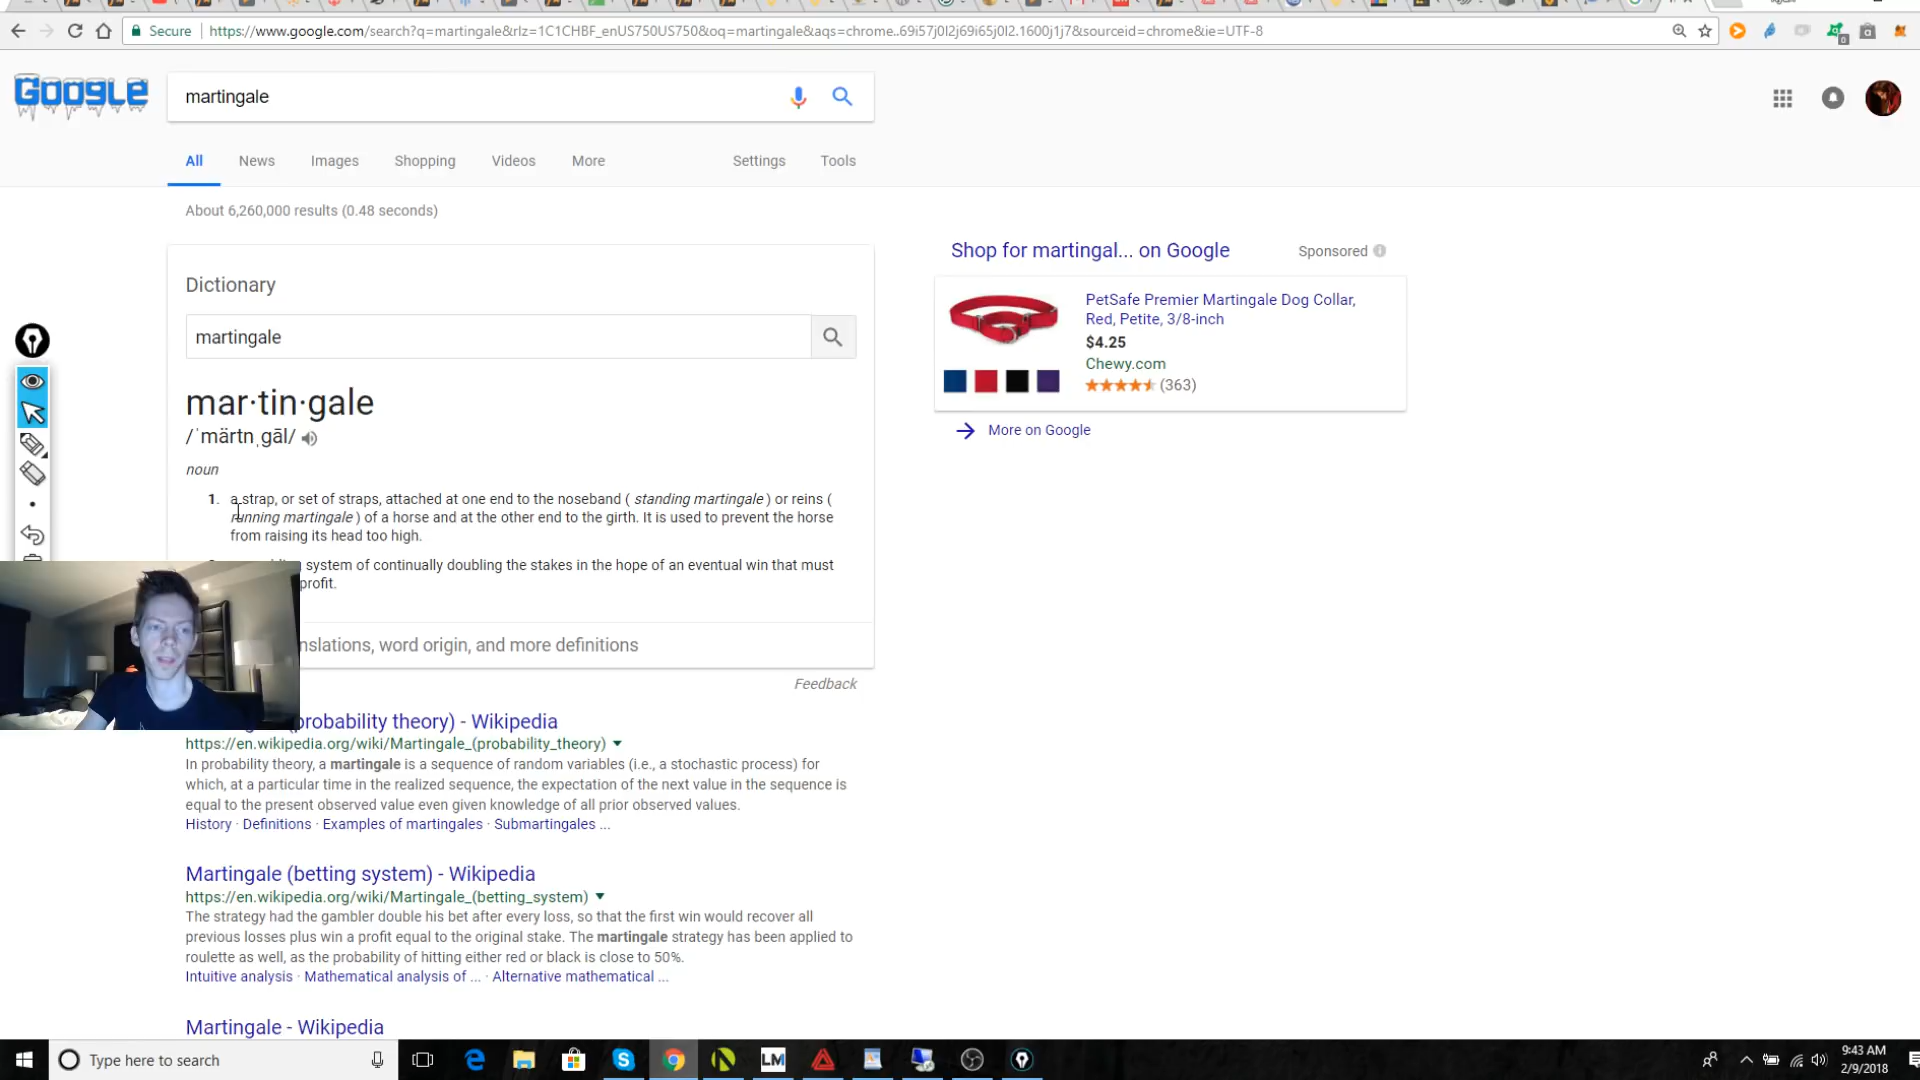 Secure https://www.google.com/search?q=martingale&rlz=1C1CHBF_enUS750US750&oq=martingale&aqs=chrome..69i57j0l2j69i65j0l2.1600j1j7&sourceid=chrome&ie=UTF-8
Google martingale
All News Images Shopping Videos More Settings Tools
About 6,260,000 results (0.48 seconds)
Dictionary
martingale
mar·tin·gale
/ˈmärtnˌgāl/
noun
1. a strap, or set of straps, attached at one end to the noseband ( standing martingale ) or reins (
running martingale ) of a horse and at the other end to the girth. It is used to prevent the horse
from raising its head too high.
system of continually doubling the stakes in the hope of an eventual win that must
profit.
nslations, word origin, and more definitions
Feedback
Shop for martingal... on Google Sponsored
PetSafe Premier Martingale Dog Collar,
Red, Petite, 3/8-inch
$4.25
Chewy.com
(363)
More on Google
probability theory) - Wikipedia
https://en.wikipedia.org/wiki/Martingale_(probability_theory)
In probability theory, a martingale is a sequence of random variables (i.e., a stochastic process) for
which, at a particular time in the realized sequence, the expectation of the next value in the sequence is
equal to the present observed value even given knowledge of all prior observed values.
History · Definitions · Examples of martingales · Submartingales ...
Martingale (betting system) - Wikipedia
https://en.wikipedia.org/wiki/Martingale_(betting_system)
The strategy had the gambler double his bet after every loss, so that the first win would recover all
previous losses plus win a profit equal to the original stake. The martingale strategy has been applied to
roulette as well, as the probability of hitting either red or black is close to 50%.
Intuitive analysis · Mathematical analysis of ... · Alternative mathematical ...
Martingale - Wikipedia
Type here to search
LM
9:43 AM
2/9/2018